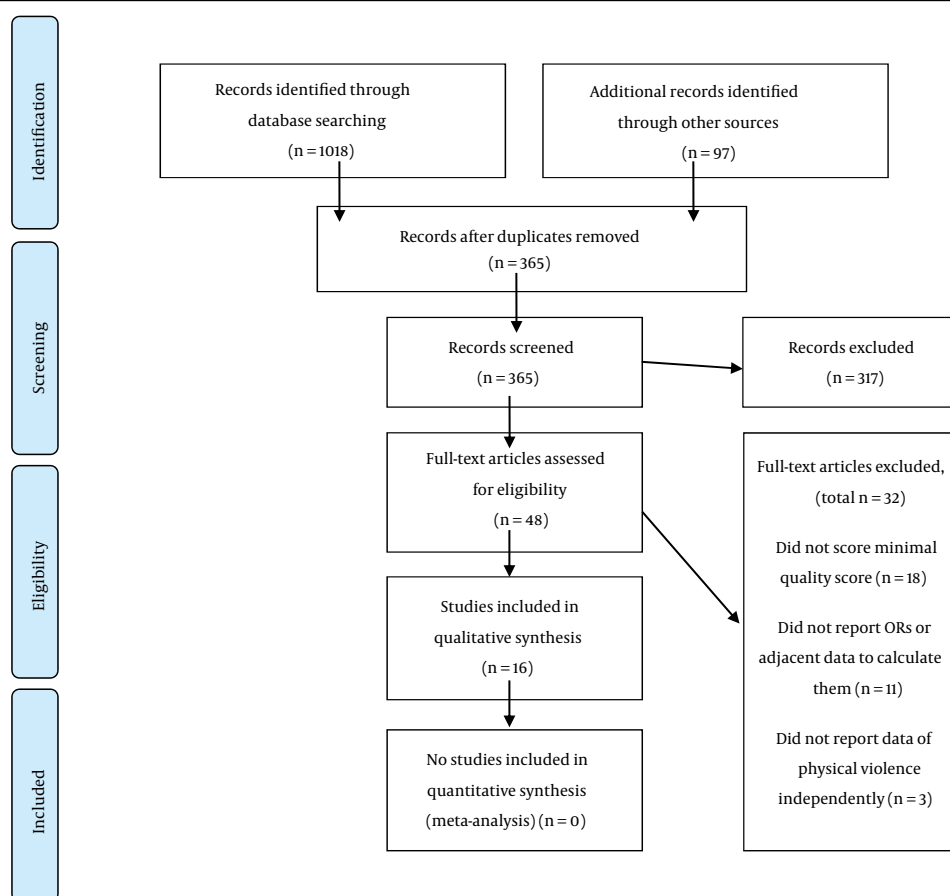 Identification
Records identified through
database searching
(n = 1018)
Additional records identified
through other sources
(n = 97)
Records after duplicates removed
(n = 365)
Screening
Records screened
(n = 365)
Records excluded
(n = 317)
Eligibility
Full-text articles assessed
for eligibility
(n = 48)
Full-text articles excluded,
(total n = 32)
Did not score minimal
quality score (n = 18)
Did not report ORs or
adjacent data to calculate
them (n = 11)
Did not report data of
physical violence
independently (n = 3)
Studies included in
qualitative synthesis
(n = 16)
Included
No studies included in
quantitative synthesis
(meta-analysis) (n = 0)